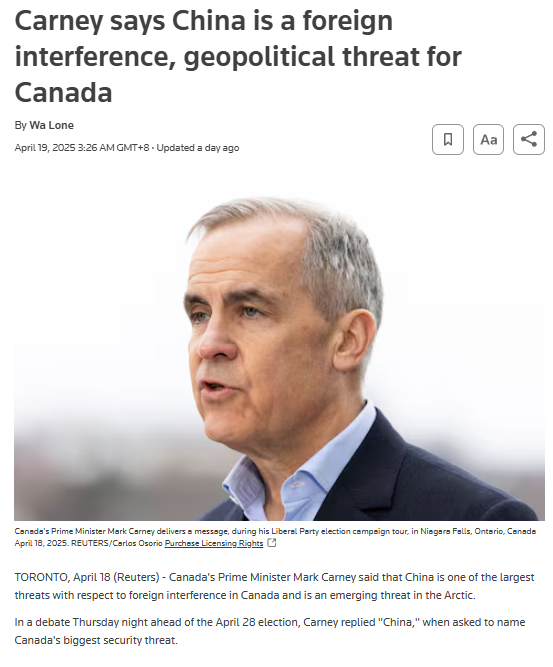 Carney says China is a foreign
interference, geopolitical threat for
Canada
By Wa Lone
April 19, 2025 3:26 AM GMT+8 · Updated a day ago
Aa
Canada's Prime Minister Mark Carney delivers a message, during his Liberal Party election campaign tour, in Niagara Falls, Ontario, Canada
April 18, 2025. REUTERS/Carlos Osorio Purchase Licensing Rights
TORONTO, April 18 (Reuters) - Canada's Prime Minister Mark Carney said that China is one of the largest
threats with respect to foreign interference in Canada and is an emerging threat in the Arctic.
In a debate Thursday night ahead of the April 28 election, Carney replied "China," when asked to name
Canada's biggest security threat.